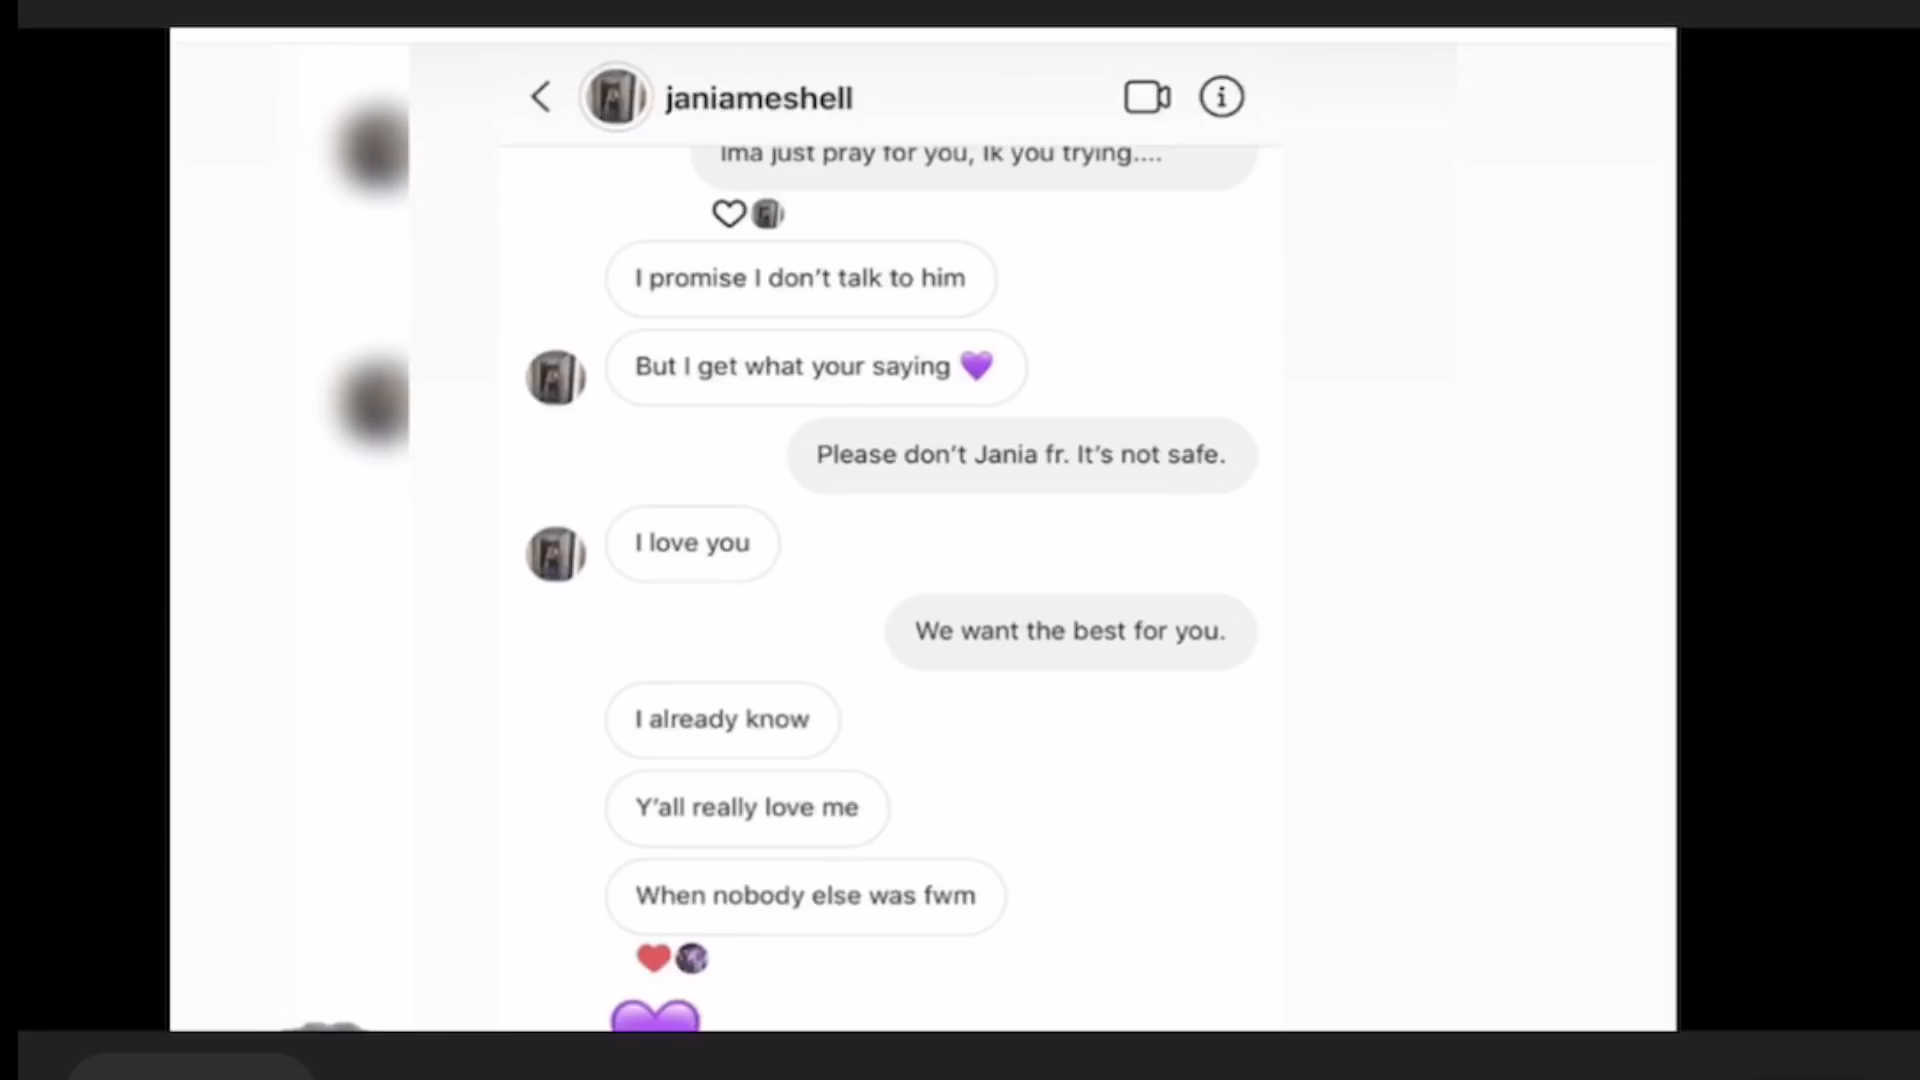 janiameshell
Ima just pray for you, Ik you trying....
I promise I don't talk to him
But I get what your saying 💜
Please don't Jania fr. It's not safe.
I love you
We want the best for you.
I already know
Y'all really love me
When nobody else was fwm